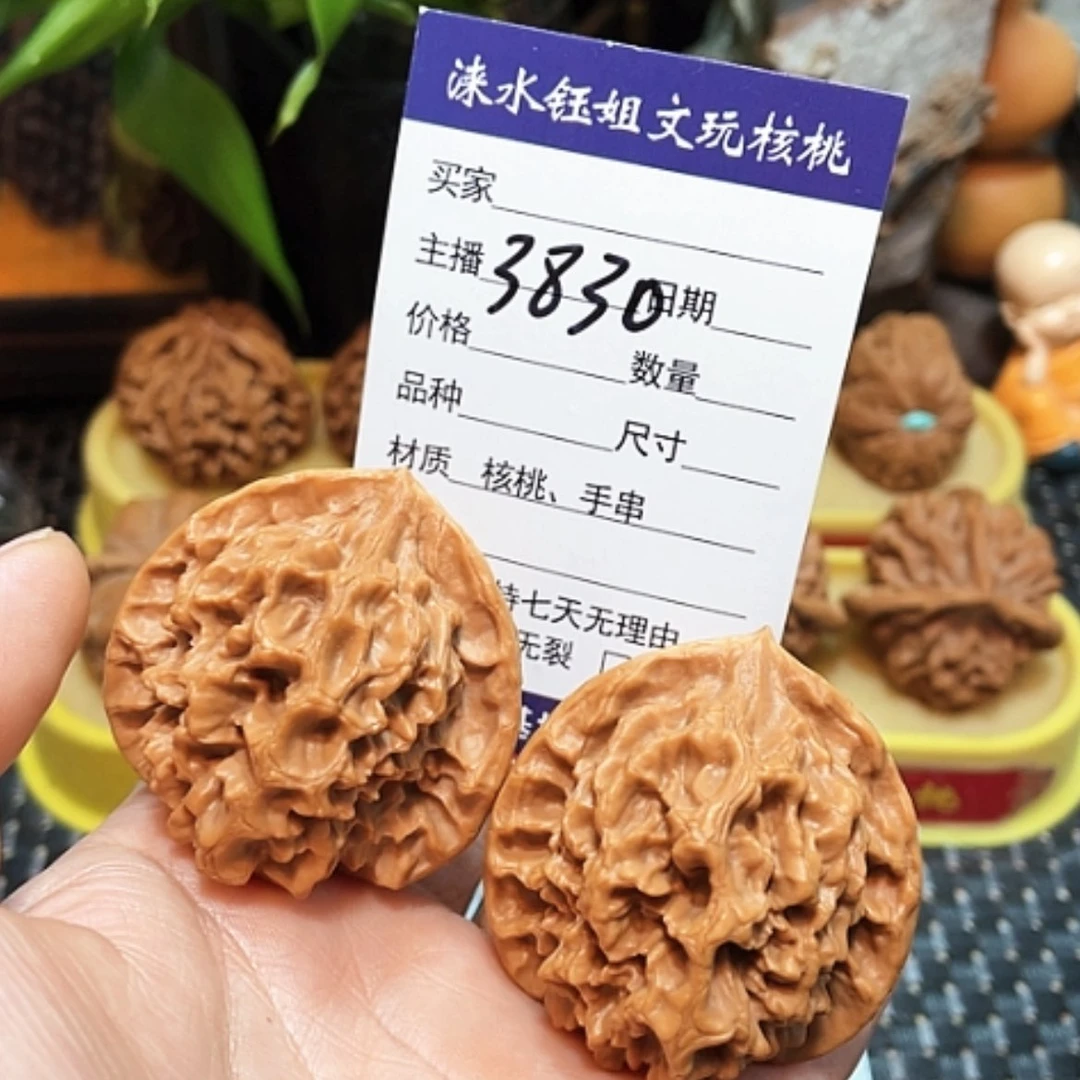 涞水钰姐文玩核桃
买家
主播 3830 日期
价格 数量
品种 尺寸
材质 核桃、手串
持七天无理由
无裂